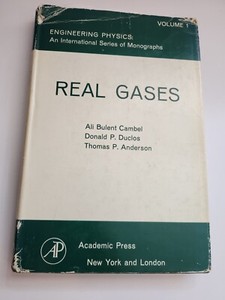 ENGINEERING PHYSICS:
An International Series of Monographs
VOLUME 1
REAL GASES
Ali Bulent Cambel
Donald P. Duclos
Thomas P. Anderson
AP
Academic Press
New York and London